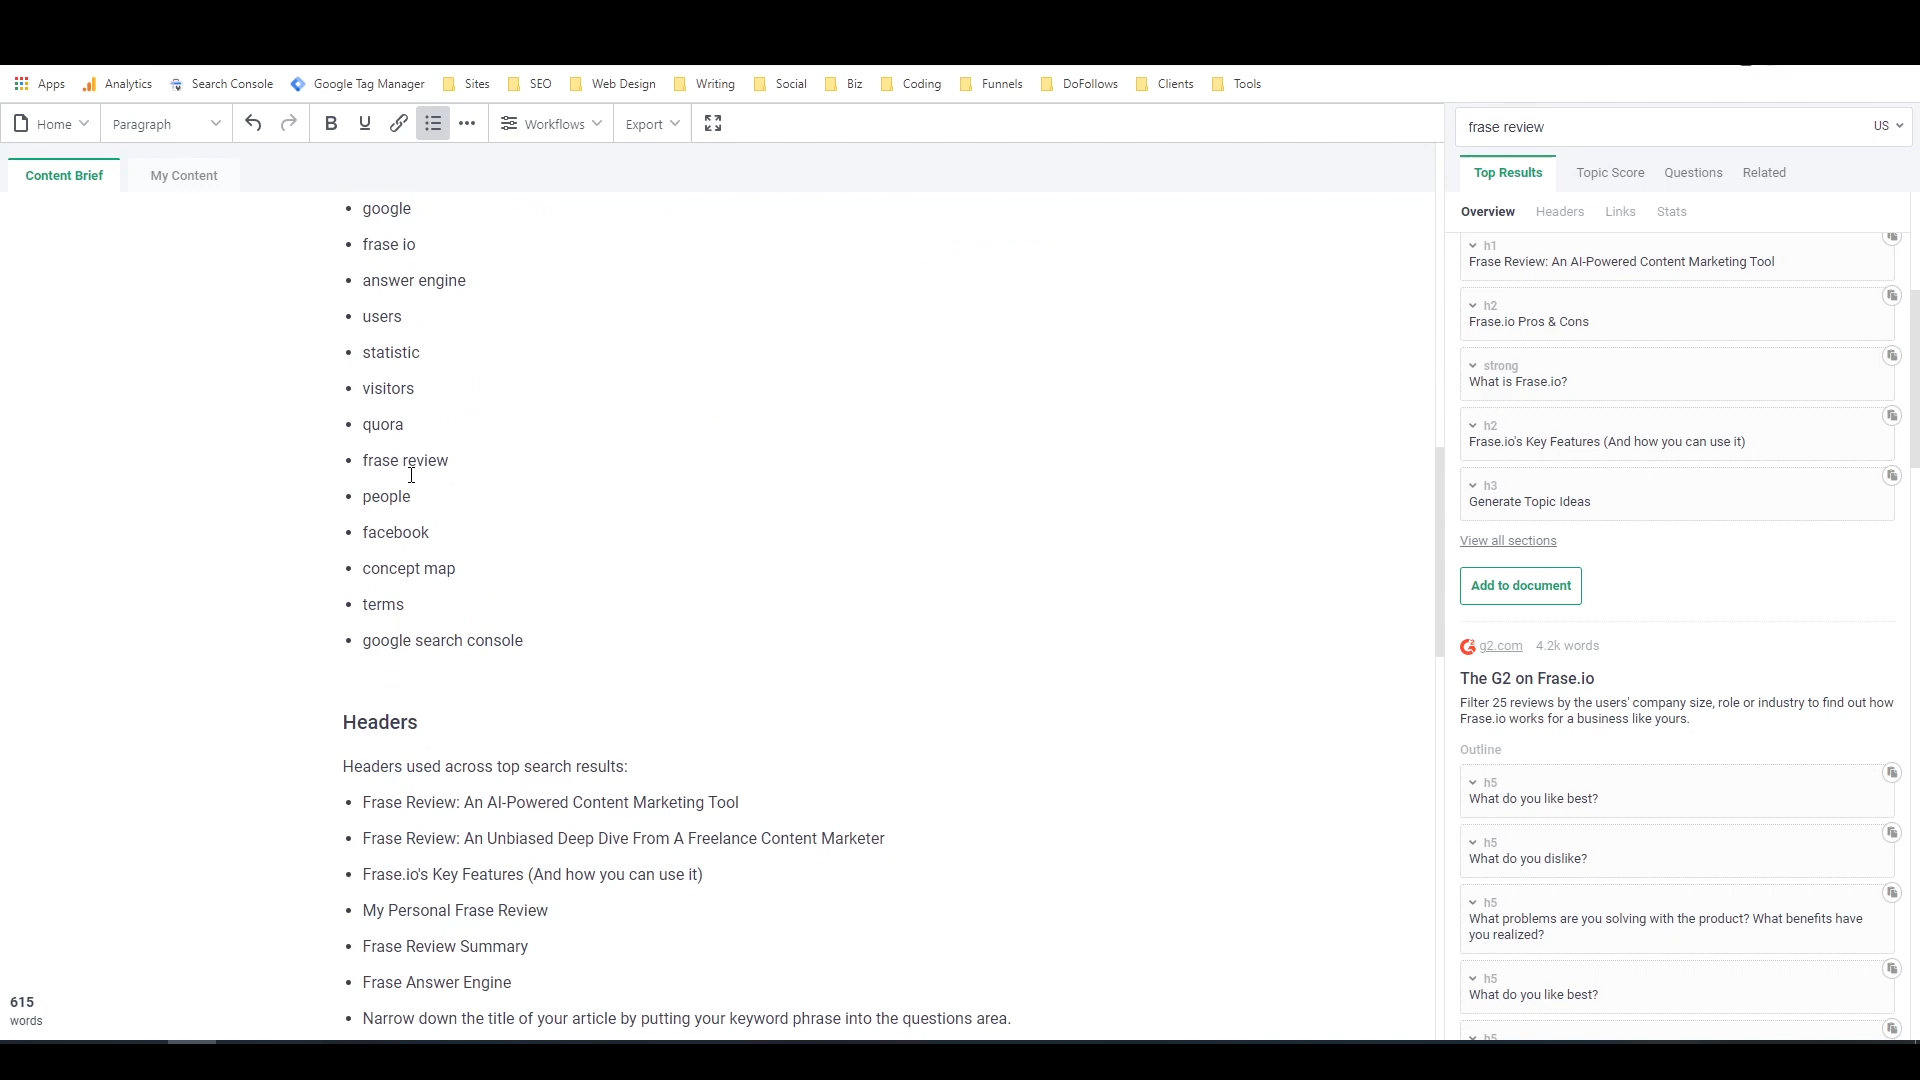 Apps Analytics Search Console Google Tag Manager Sites SEO Web Design Writing Social Biz Coding Funnels DoFollows Clients Tools
Home Paragraph B U Workflows Export
Content Brief My Content
google
frase io
answer engine
users
statistic
visitors
quora
frase review
people
facebook
concept map
terms
google search console
Headers
Headers used across top search results:
Frase Review: An AI-Powered Content Marketing Tool
Frase Review: An Unbiased Deep Dive From A Freelance Content Marketer
Frase.io's Key Features (And how you can use it)
My Personal Frase Review
Frase Review Summary
Frase Answer Engine
Narrow down the title of your article by putting your keyword phrase into the questions area.
615
words
frase review US
Top Results Topic Score Questions Related
Overview Headers Links Stats
h1
Frase Review: An AI-Powered Content Marketing Tool
h2
Frase.io Pros & Cons
strong
What is Frase.io?
h2
Frase.io's Key Features (And how you can use it)
h3
Generate Topic Ideas
View all sections
Add to document
g2.com 4.2k words
The G2 on Frase.io
Filter 25 reviews by the users' company size, role or industry to find out how
Frase.io works for a business like yours.
Outline
h5
What do you like best?
h5
What do you dislike?
h5
What problems are you solving with the product? What benefits have
you realized?
h5
What do you like best?
h5